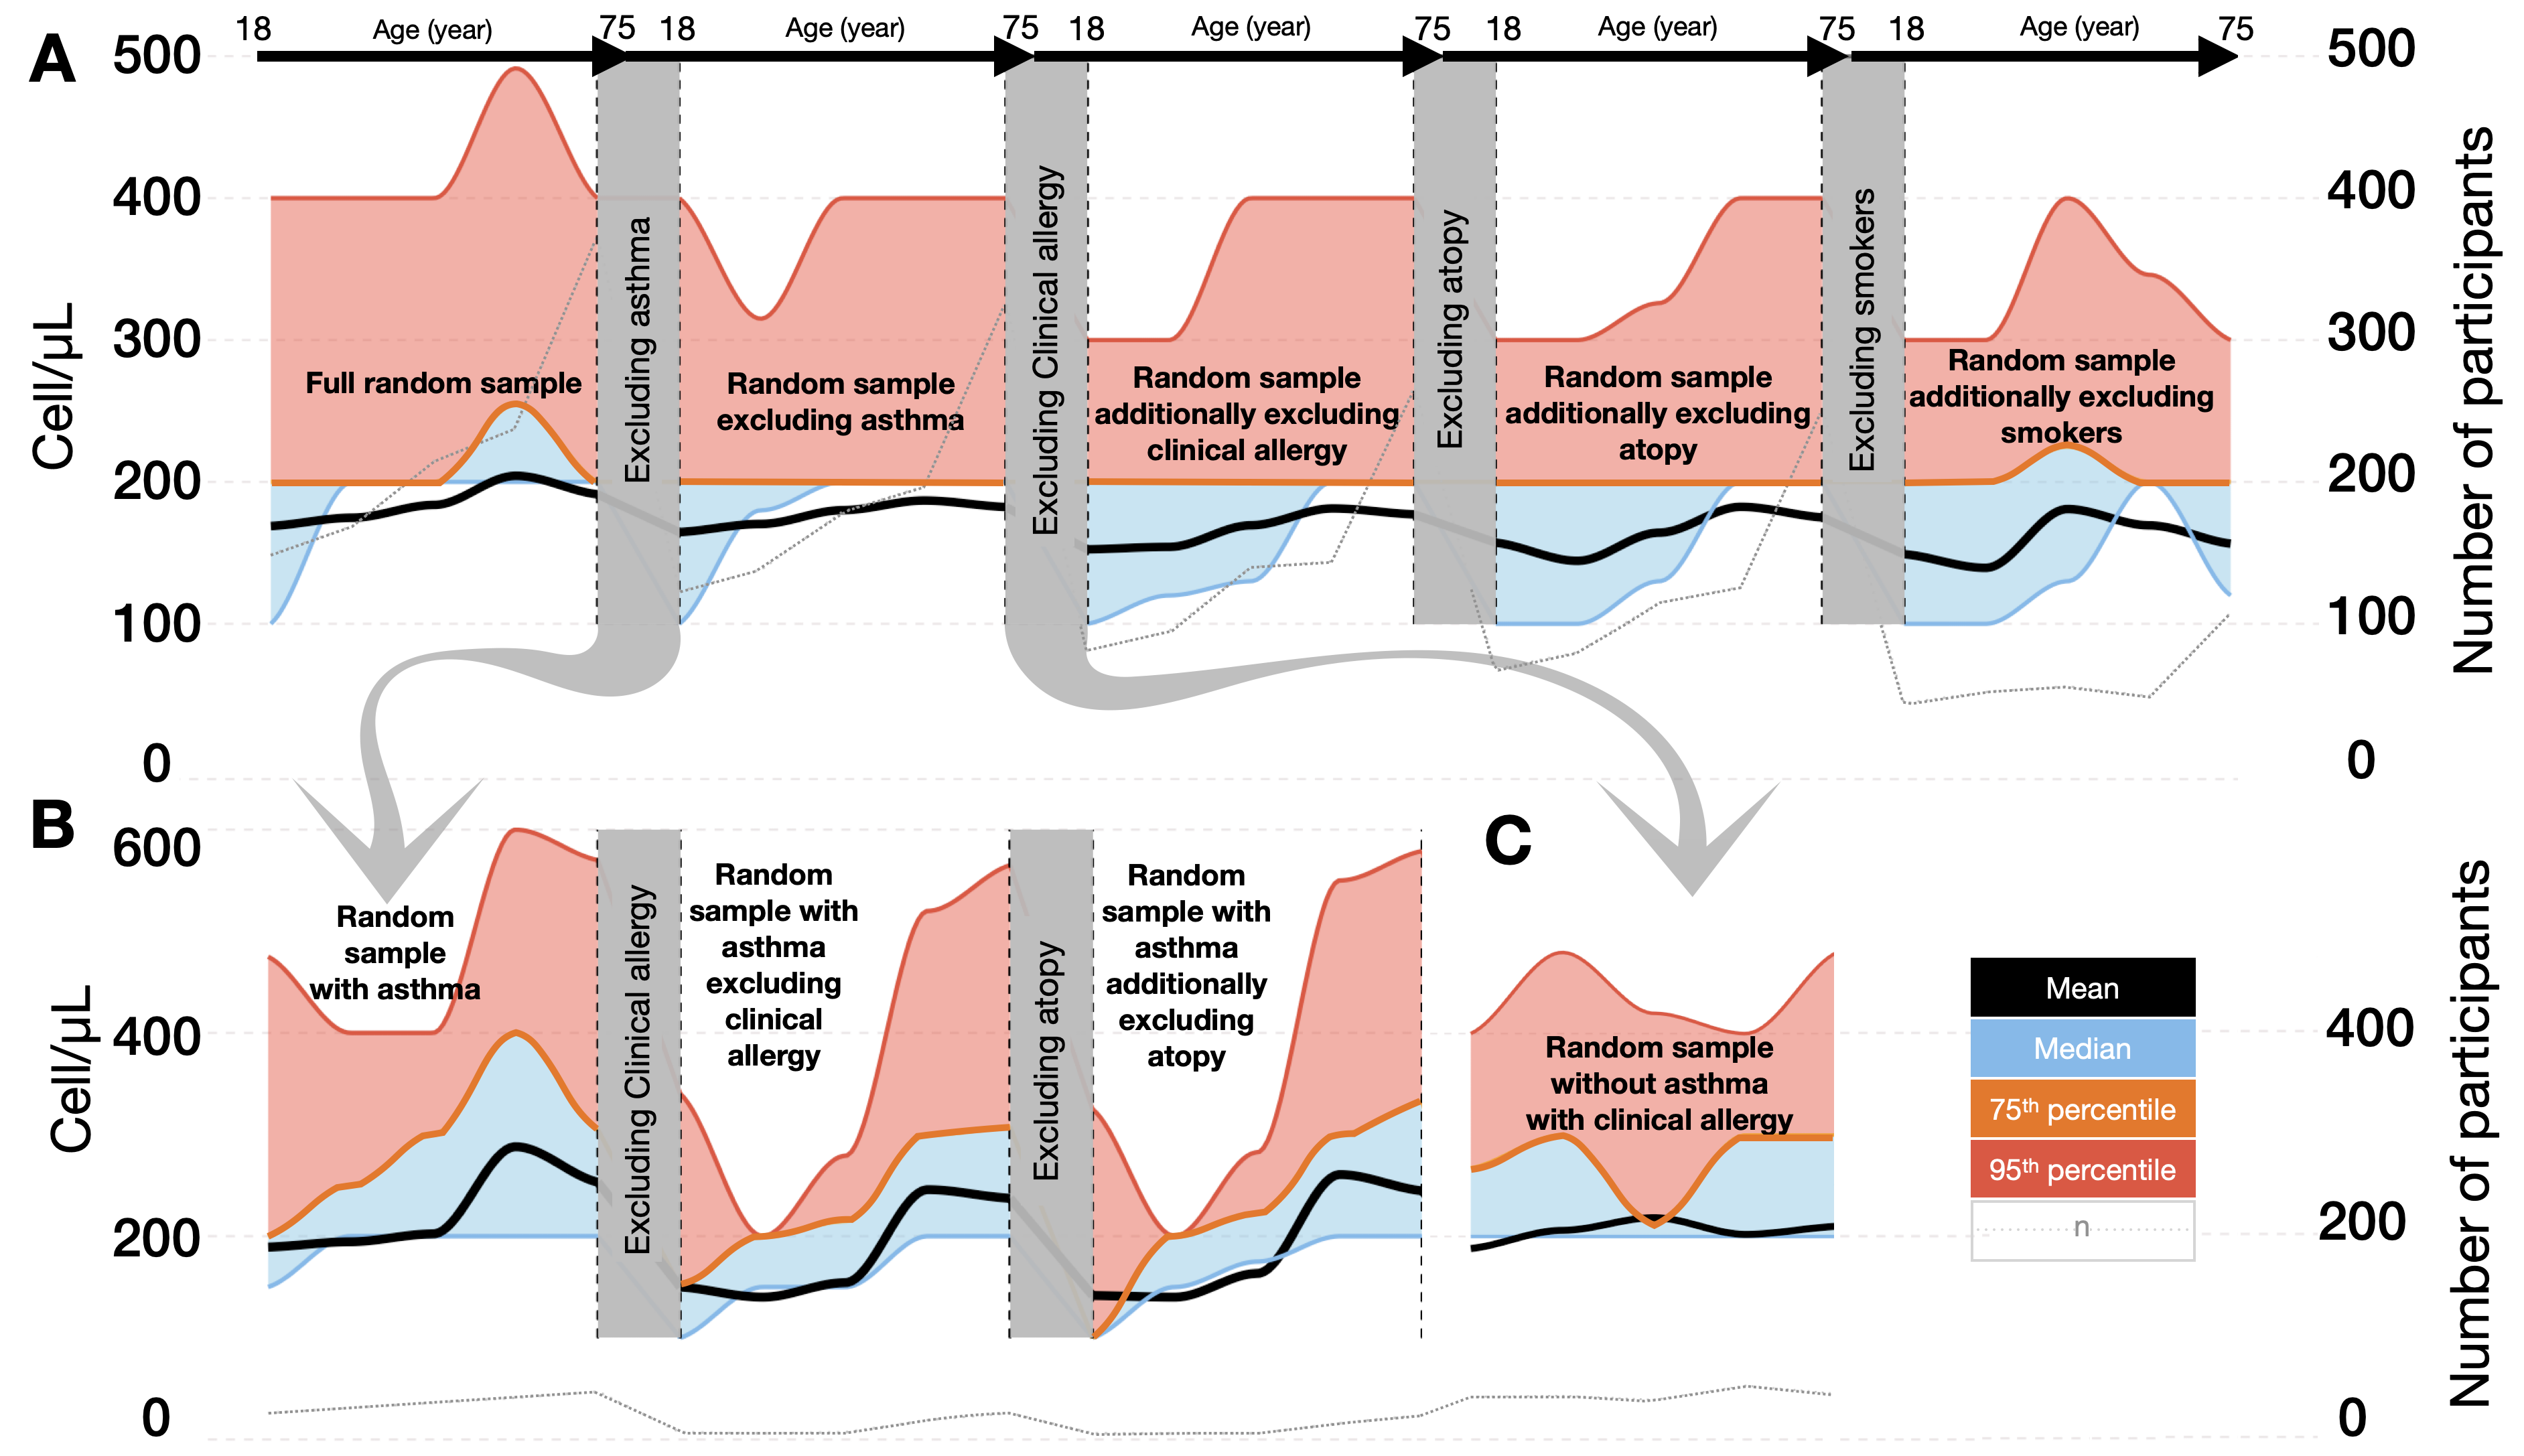 A
18 Age (year) 75 18 Age (year) 75 18 Age (year) 75 18 Age (year) 75 18 Age (year) 75
500
400
300
200
100
0
Cell/µL
500
400
300
200
100
0
Number of participants
Full random sample
Excluding asthma
Random sample
excluding asthma
Excluding Clinical allergy
Random sample
additionally excluding
clinical allergy
Excluding atopy
Random sample
additionally excluding
atopy
Excluding smokers
Random sample
additionally excluding
smokers
B
600
400
200
0
Cell/µL
Random
sample
with asthma
Excluding Clinical allergy
Random
sample with
asthma
excluding
clinical
allergy
Excluding atopy
Random
sample with
asthma
additionally
excluding
atopy
C
Random sample
without asthma
with clinical allergy
Mean
Median
75th percentile
95th percentile
n
400
200
0
Number of participants